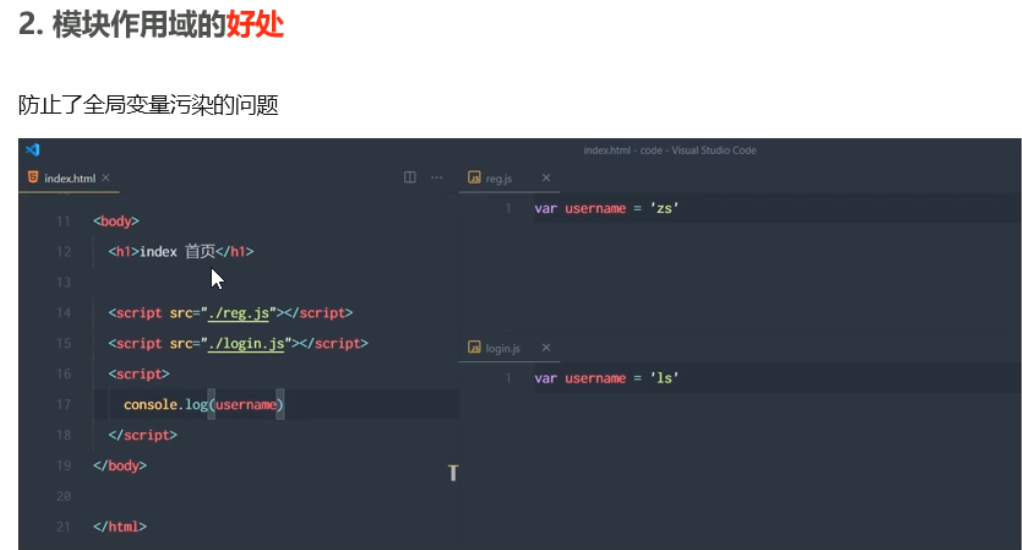 2. 模块作用域的好处
防止了全局变量污染的问题
index.html - code - Visual Studio Code
index.html
11 <body>
12 <h1>index 首页</h1>
13
14 <script src="./reg.js"></script>
15 <script src="./login.js"></script>
16 <script>
17 console.log(username)
18 </script>
19 </body>
20
21 </html>
reg.js
1 var username = 'zs'
login.js
1 var username = 'ls'